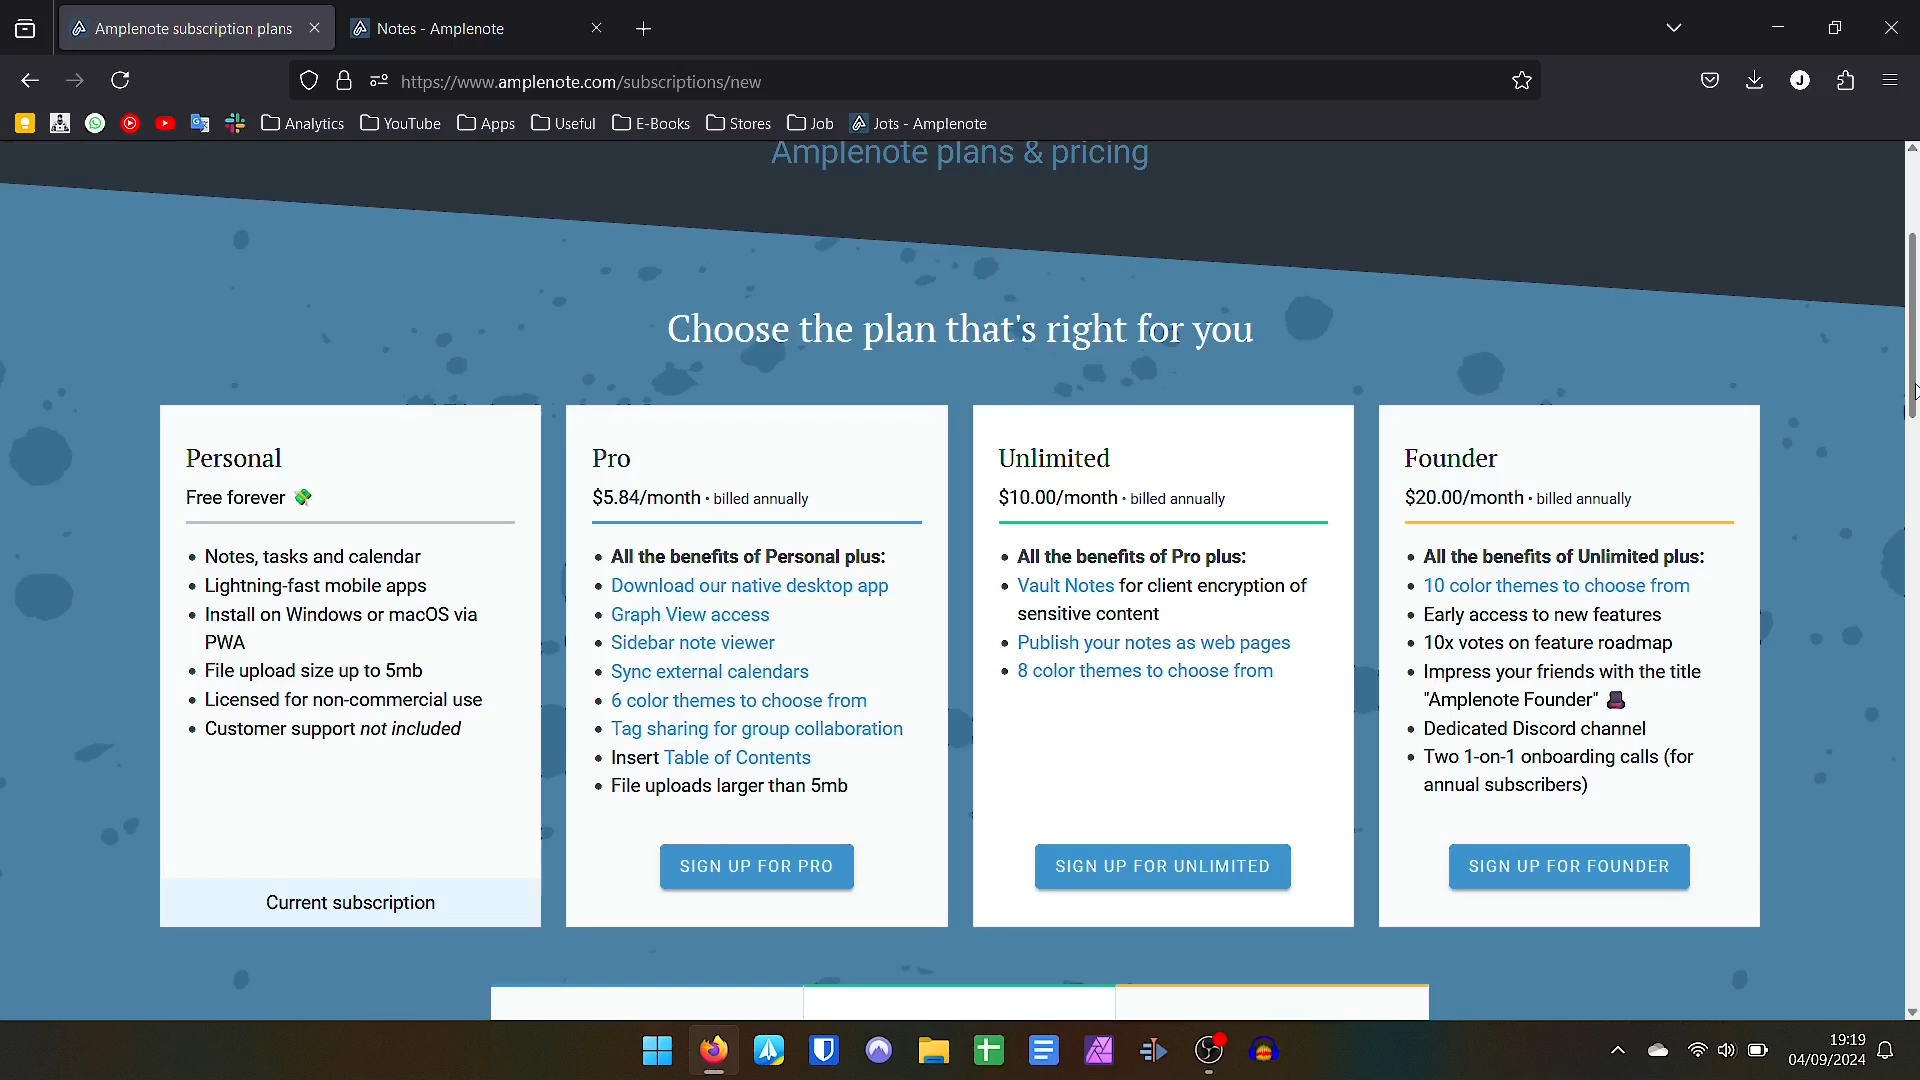 Amplenote subscription plans
Notes - Amplenote
https://www.amplenote.com/subscriptions/new
J
Analytics
YouTube
Apps
Useful
E-Books
Stores
Job
Jots - Amplenote
Amplenote plans & pricing
Choose the plan that's right for you
Personal
Free forever
• Notes, tasks and calendar
• Lightning-fast mobile apps
• Install on Windows or macOS via
PWA
• File upload size up to 5mb
• Licensed for non-commercial use
• Customer support not included
Current subscription
Pro
$5.84/month • billed annually
• All the benefits of Personal plus:
• Download our native desktop app
• Graph View access
• Sidebar note viewer
• Sync external calendars
• 6 color themes to choose from
• Tag sharing for group collaboration
• Insert Table of Contents
• File uploads larger than 5mb
SIGN UP FOR PRO
Unlimited
$10.00/month • billed annually
• All the benefits of Pro plus:
• Vault Notes for client encryption of
sensitive content
• Publish your notes as web pages
• 8 color themes to choose from
SIGN UP FOR UNLIMITED
Founder
$20.00/month • billed annually
• All the benefits of Unlimited plus:
• 10 color themes to choose from
• Early access to new features
• 10x votes on feature roadmap
• Impress your friends with the title
"Amplenote Founder"
• Dedicated Discord channel
• Two 1-on-1 onboarding calls (for
annual subscribers)
SIGN UP FOR FOUNDER
19:19
04/09/2024